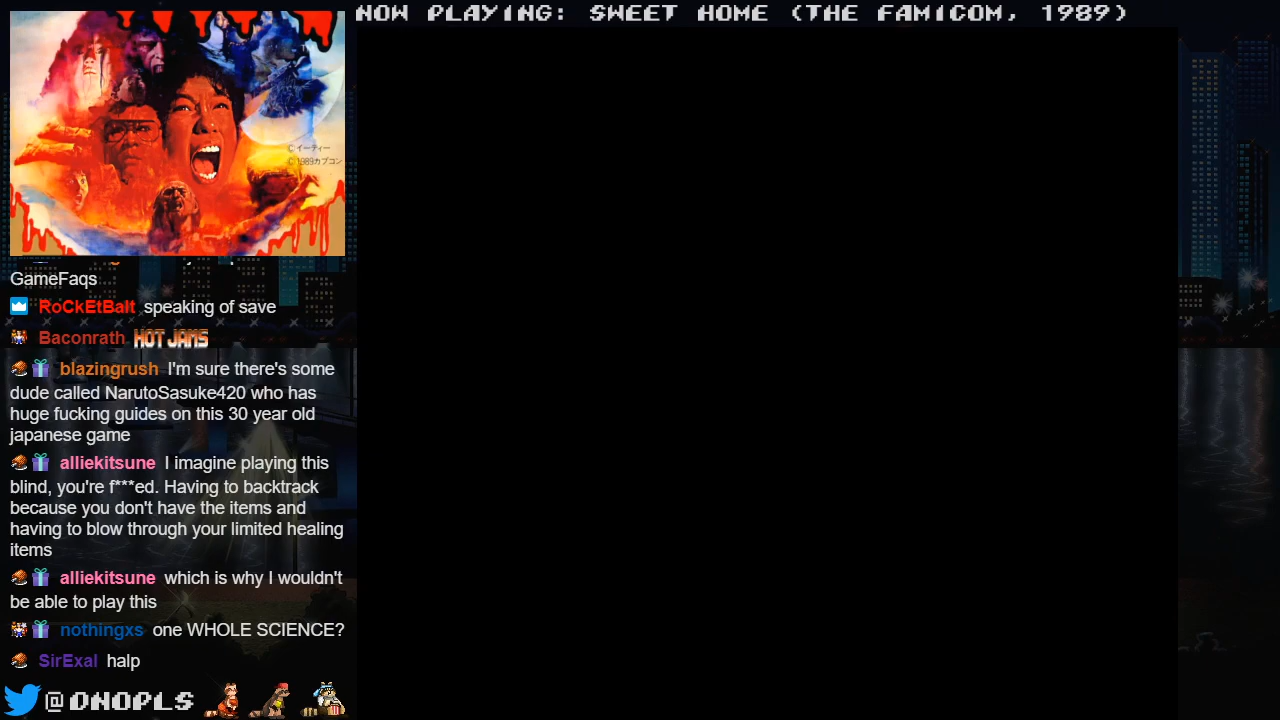 NOW PLAYING: SWEET HOME (THE FAMICOM, 1989)
©イーティー
©1989カプコン
GameFaqs
RoCkEtBalt speaking of save
Baconrath HOT JAMS
blazingrush I'm sure there's some
dude called NarutoSasuke420 who has
huge fucking guides on this 30 year old
japanese game
alliekitsune I imagine playing this
blind, you're f***ed. Having to backtrack
because you don't have the items and
having to blow through your limited healing
items
alliekitsune which is why I wouldn't
be able to play this
nothingxs one WHOLE SCIENCE?
SirExal halp
@DNOPLS